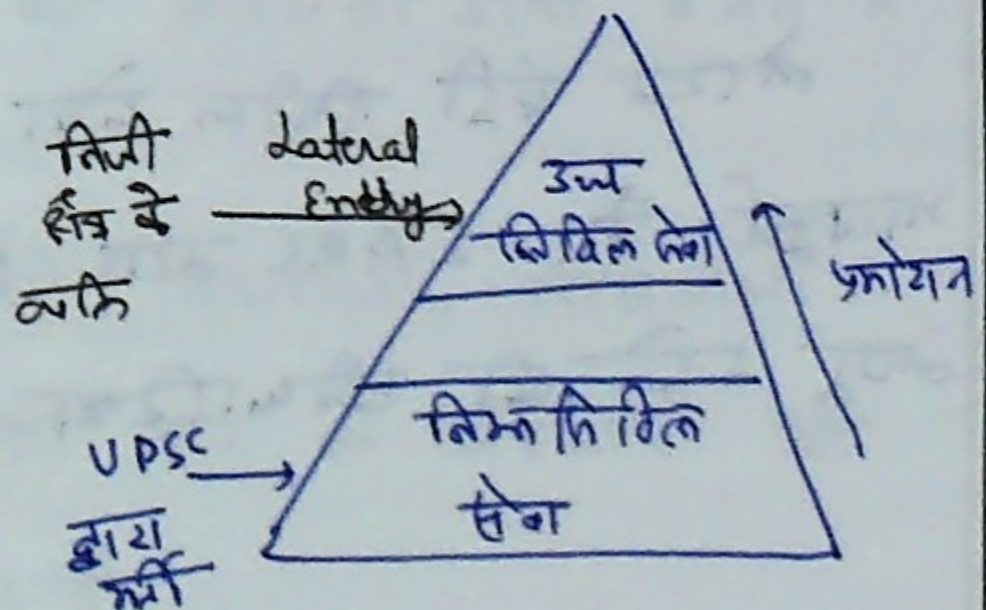 निजी
क्षेत्र के
व्यक्ति
Lateral
Entry
उच्च
सिविल सेवा
प्रमोशन
UPSC
द्वारा
भर्ती
निम्न सिविल
सेवा